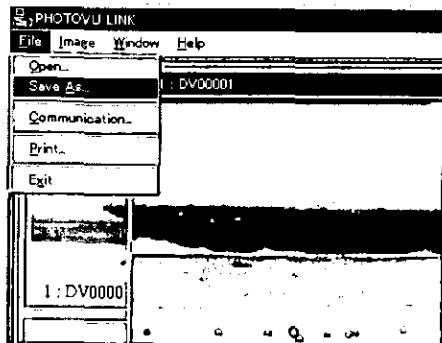 PHOTOVU LINK
File Image Window Help
Open...
Save As...
1 : DV00001
Communication...
Print...
Exit
1 : DV0000